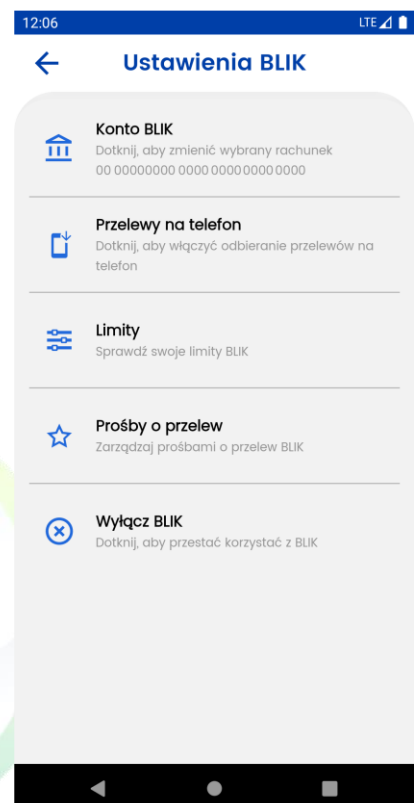 12:06 LTE
Ustawienia BLIK
Konto BLIK
Dotknij, aby zmienić wybrany rachunek
00 00000000 0000 0000 0000 0000
Przelewy na telefon
Dotknij, aby włączyć odbieranie przelewów na
telefon
Limity
Sprawdź swoje limity BLIK
Prośby o przelew
Zarządzaj prośbami o przelew BLIK
Wyłącz BLIK
Dotknij, aby przestać korzystać z BLIK